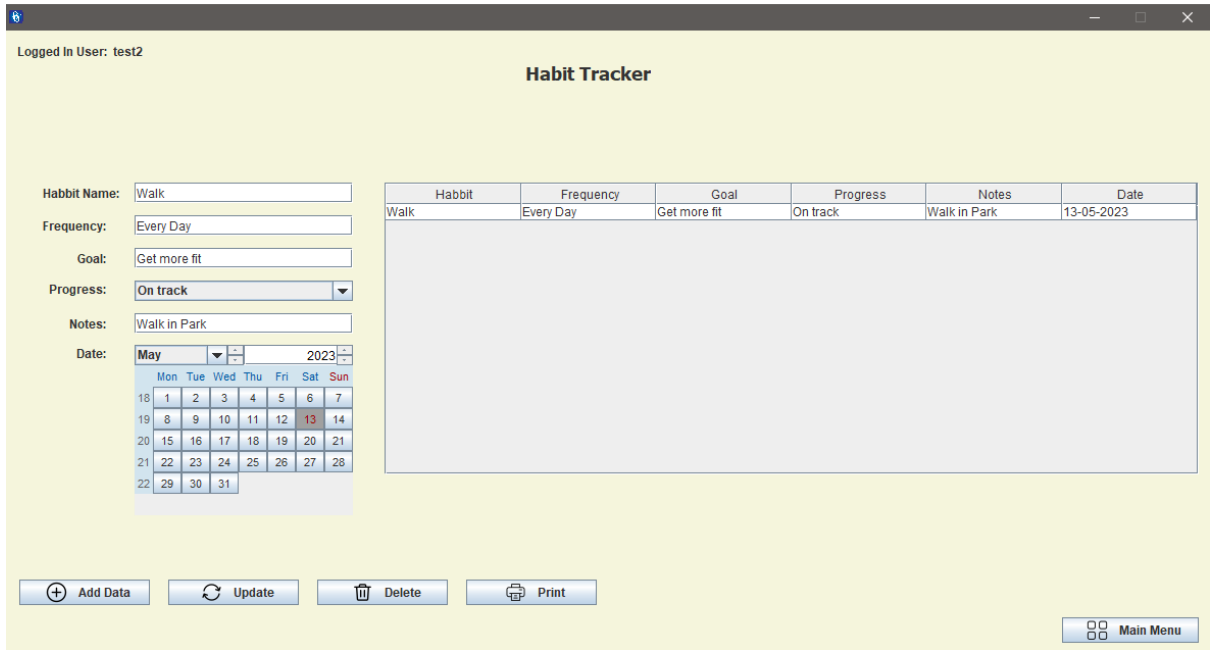 Logged In User: test2
Habit Tracker
Habbit Name: Walk
Frequency: Every Day
Goal: Get more fit
Progress: On track
Notes: Walk in Park
Date: May 2023
Mon Tue Wed Thu Fri Sat Sun
18 1 2 3 4 5 6 7
19 8 9 10 11 12 13 14
20 15 16 17 18 19 20 21
21 22 23 24 25 26 27 28
22 29 30 31
Habbit Frequency Goal Progress Notes Date
Walk Every Day Get more fit On track Walk in Park 13-05-2023
Add Data Update Delete Print
Main Menu